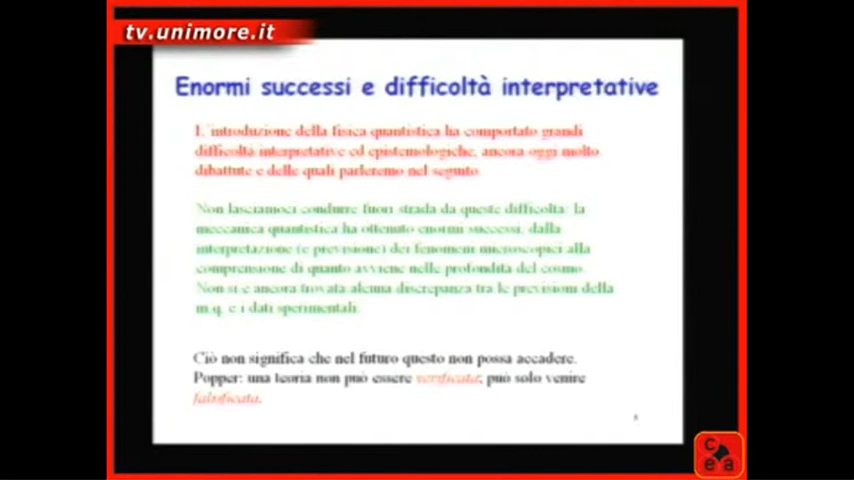 tv.unimore.it
Enormi successi e difficoltà interpretative
L'introduzione della fisica quantistica ha comportato grandi
difficoltà interpretative ed epistemologiche, ancora oggi molto
dibattute e delle quali parleremo nel seguito.
Non lasciamoci condurre fuori strada da queste difficoltà: la
meccanica quantistica ha ottenuto enormi successi, dalla
interpretazione (e previsione) dei fenomeni microscopici alla
comprensione di quanto avviene nelle profondità del cosmo.
Non si è ancora trovata alcuna discrepanza tra le previsioni della
m.q. e i dati sperimentali.
Ciò non significa che nel futuro questo non possa accadere.
Popper: una teoria non può essere verificata; può solo venire
falsificata.
c
e a